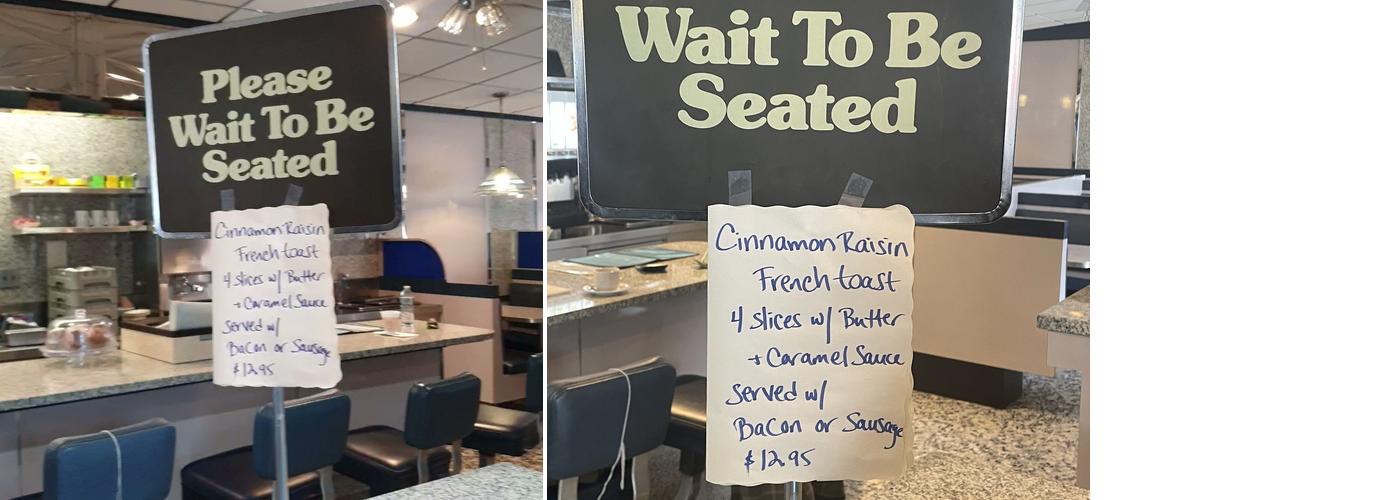 Please
Wait To Be
Seated
Cinnamon Raisin
French toast
4 slices w/ Butter
+ Caramel Sauce
served w/
Bacon or Sausage
$12.95
Wait To Be
Seated
Cinnamon Raisin
French toast
4 slices w/ Butter
+ Caramel Sauce
served w/
Bacon or Sausage
$12.95